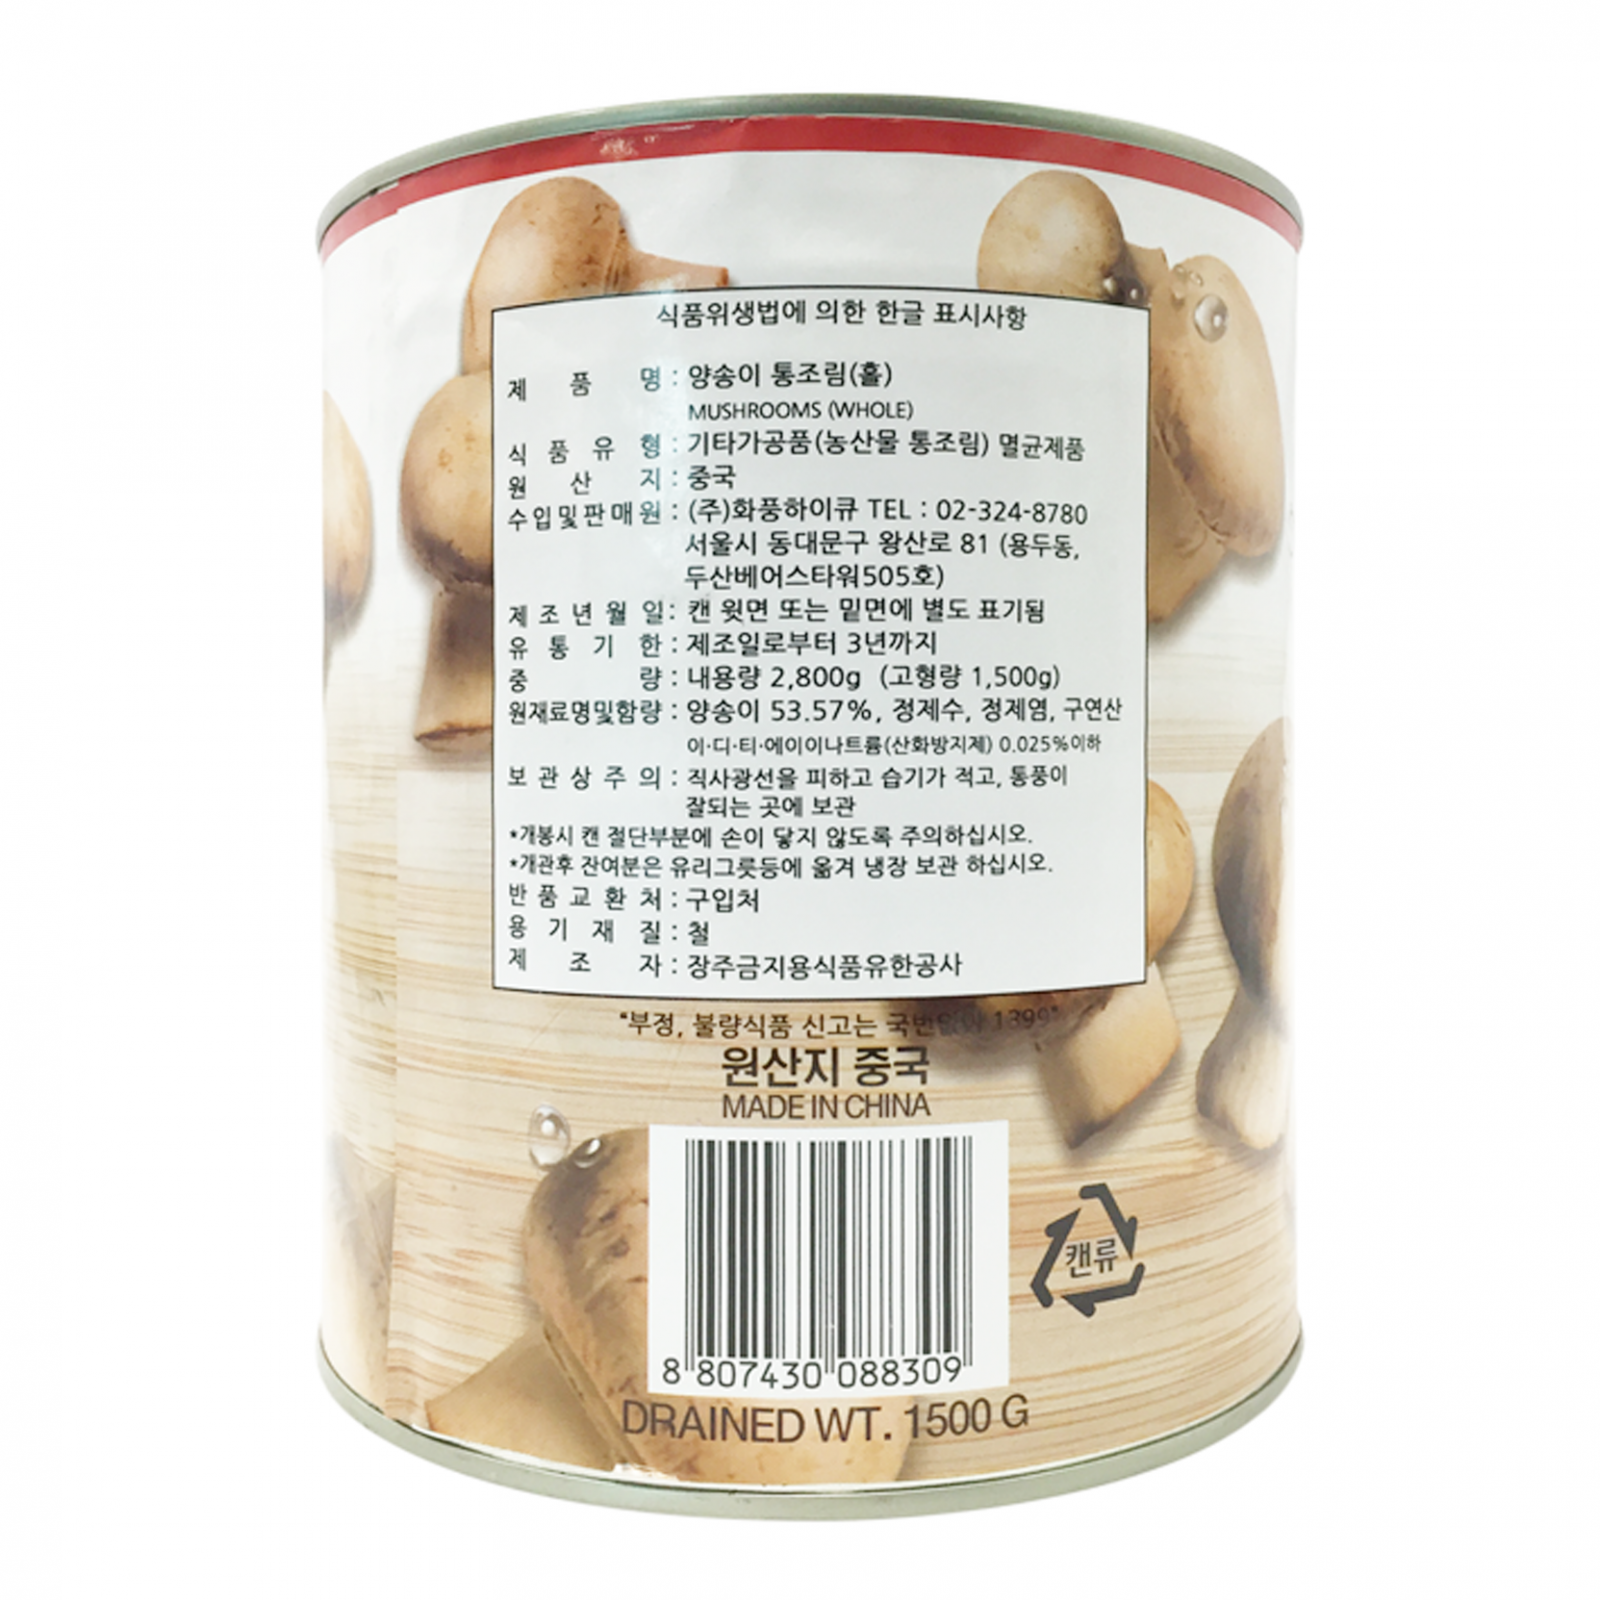 식품위생법에 의한 한글 표시사항
제 품 명 : 양송이 통조림(홀)
MUSHROOMS (WHOLE)
식 품 유 형 : 기타가공품(농산물 통조림) 멸균제품
원 산 지 : 중국
수입및판매원 : (주)화풍하이큐 TEL : 02-324-8780
서울시 동대문구 왕산로 81 (용두동,
두산베어스타워505호)
제 조 년 월 일 : 캔 윗면 또는 밑면에 별도 표기됨
유 통 기 한 : 제조일로부터 3년까지
중 량 : 내용량 2,800g (고형량 1,500g)
원재료명및함량 : 양송이 53.57%, 정제수, 정제염, 구연산
이·디·티·에이이나트륨(산화방지제) 0.025%이하
보 관 상 주 의 : 직사광선을 피하고 습기가 적고, 통풍이
잘되는 곳에 보관
*개봉시 캔 절단부분에 손이 닿지 않도록 주의하십시오.
*개관후 잔여분은 유리그릇등에 옮겨 냉장 보관 하십시오.
반 품 교 환 처 : 구입처
용 기 재 질 : 철
제 조 자 : 장주금지용식품유한공사
"부정, 불량식품 신고는 국번없이 1399"
원산지 중국
MADE IN CHINA
캔류
8 807430 088309
DRAINED WT. 1500 G